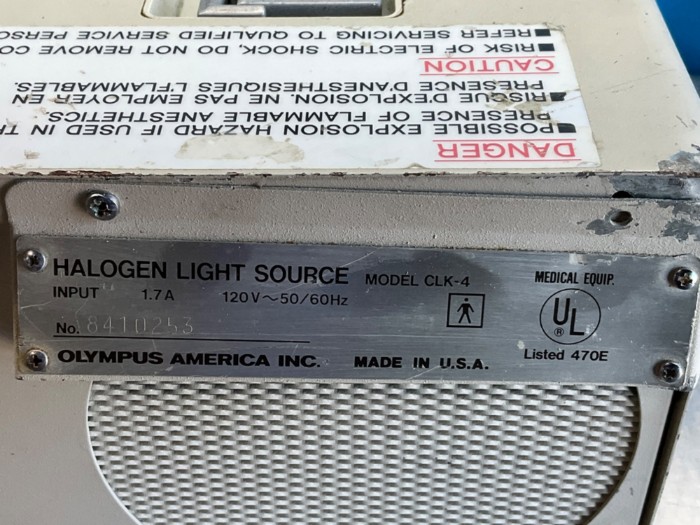 DANGER
■ POSSIBLE EXPLOSION HAZARD IF USED IN TH
PRESENCE OF FLAMMABLE ANESTHETICS.
■ RISQUE D'EXPLOSION. NE PAS EMPLOYER EN
PRESENCE D'ANESTHESIQUES L'FLAMMABLES.
CAUTION
■ RISK OF ELECTRIC SHOCK, DO NOT REMOVE CO
■ REFER SERVICING TO QUALIFIED SERVICE PERSO
HALOGEN LIGHT SOURCE MODEL CLK-4
INPUT 1.7A 120V~50/60Hz
No. 8410253
OLYMPUS AMERICA INC. MADE IN U.S.A.
MEDICAL EQUIP.
UL ®
Listed 470E